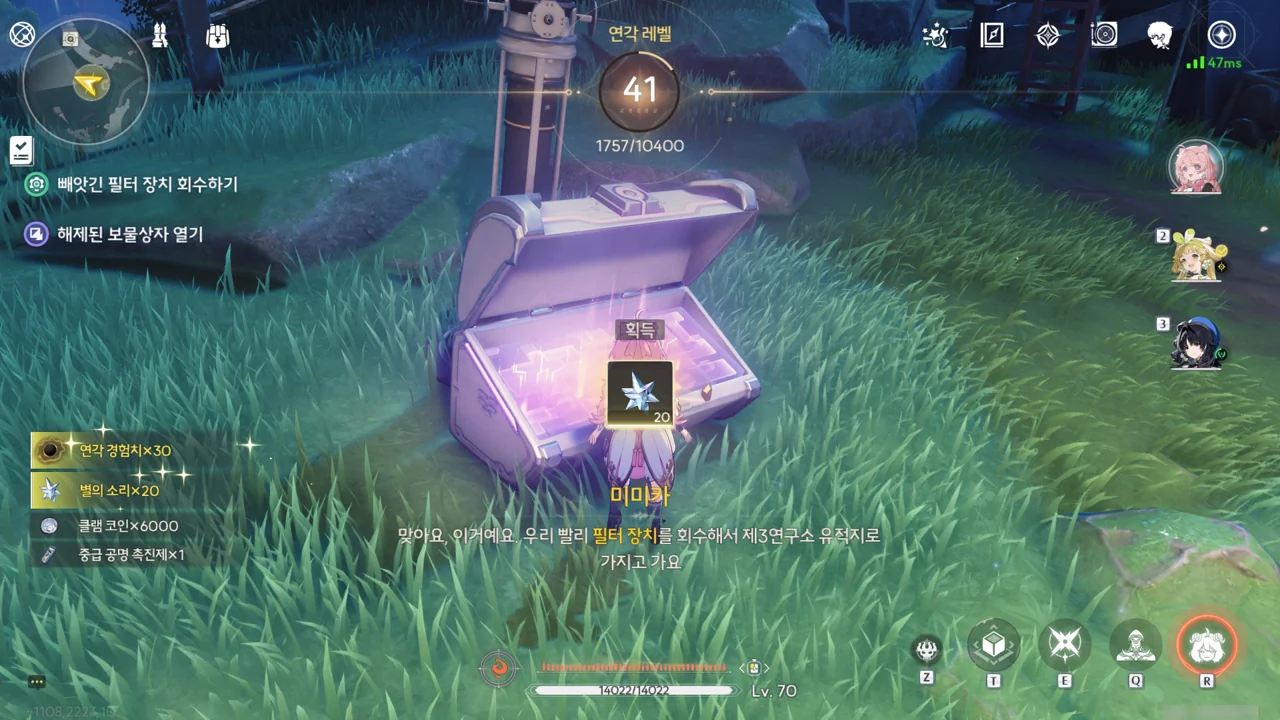 연각 레벨
41
1757/10400
47ms
빼앗긴 필터 장치 회수하기
해제된 보물상자 열기
2
3
획득
20
연각 경험치×30
별의 소리×20
클램 코인×6000
중급 공명 촉진제×1
미미카
맞아요, 이거예요. 우리 빨리 필터 장치를 회수해서 제3연구소 유적지로
가지고 가요
14022/14022
Lv. 70
Z
T
E
Q
R